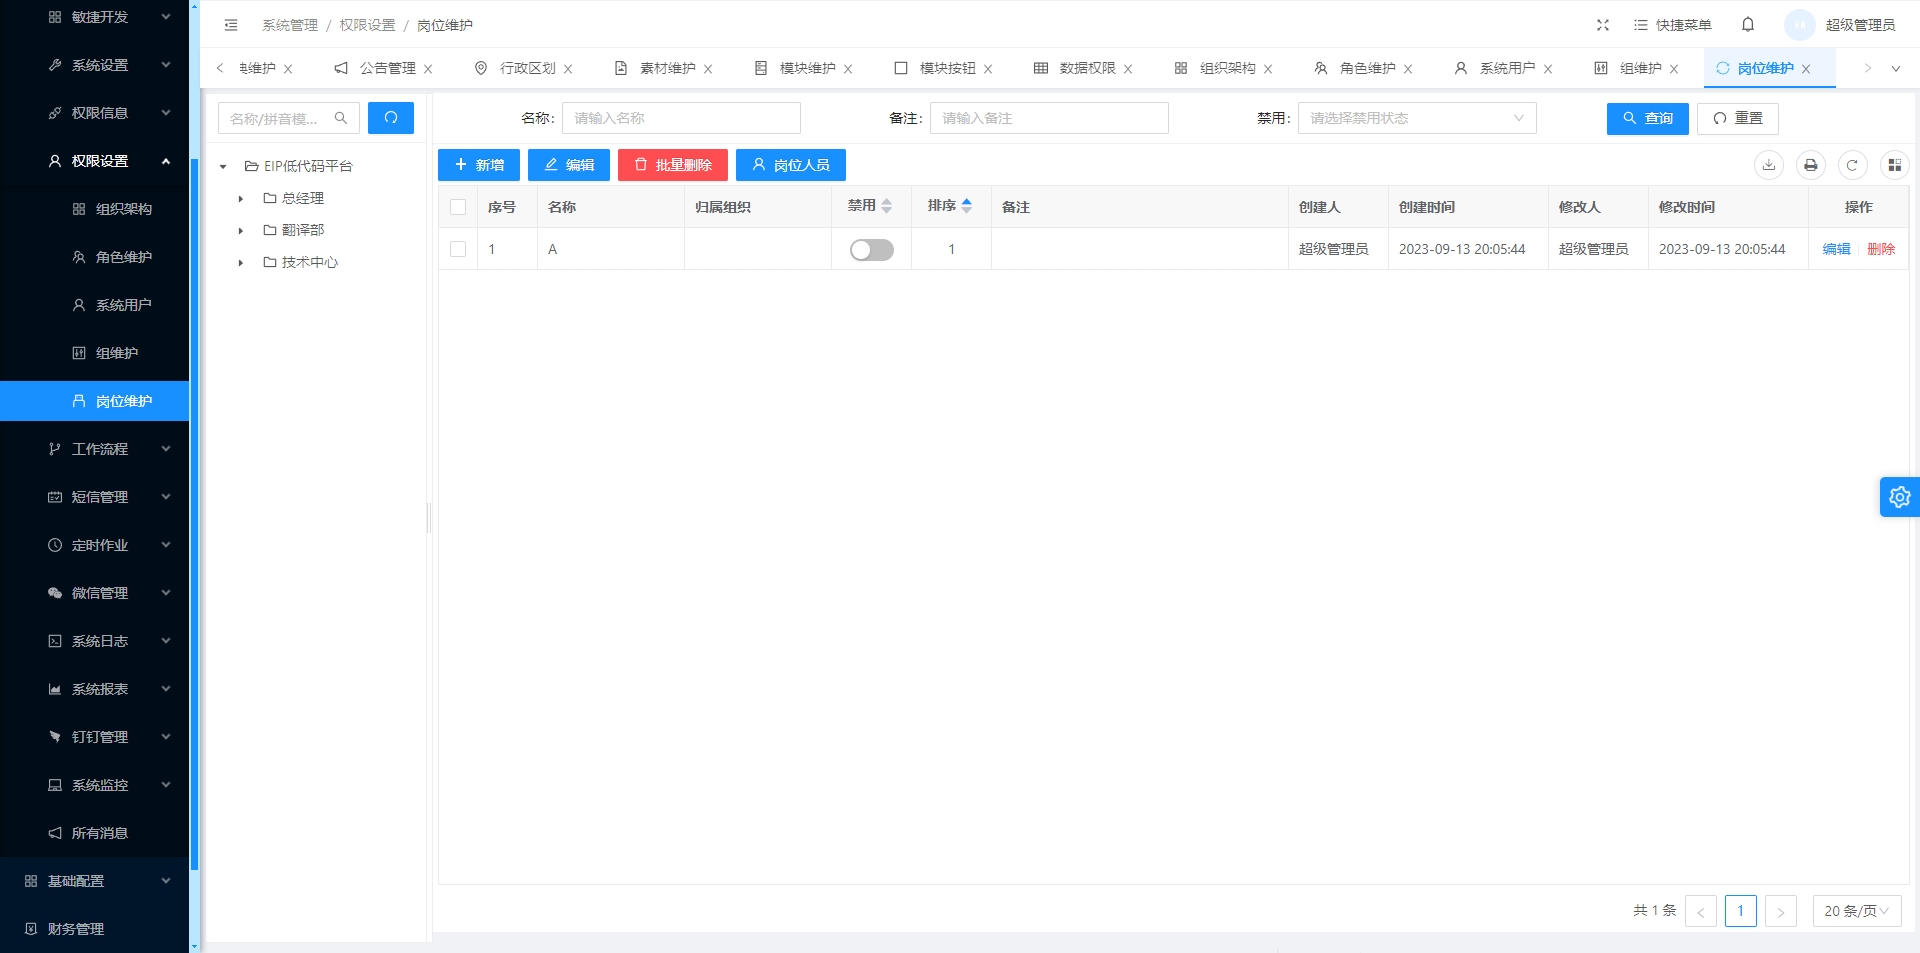 敏捷开发
系统设置
权限信息
权限设置
组织架构
角色维护
系统用户
组维护
岗位维护
工作流程
短信管理
定时作业
微信管理
系统日志
系统报表
钉钉管理
系统监控
所有消息
基础配置
财务管理
系统管理 / 权限设置 / 岗位维护
快捷菜单 超级管理员
维护 公告管理 行政区划 素材维护 模块维护 模块按钮 数据权限 组织架构 角色维护 系统用户 组维护 岗位维护
名称/拼音模...
EIP低代码平台
总经理
翻译部
技术中心
名称: 请输入名称 备注: 请输入备注 禁用: 请选择禁用状态 查询 重置
新增 编辑 批量删除 岗位人员
序号 名称 归属组织 禁用 排序 备注 创建人 创建时间 修改人 修改时间 操作
1 A 1 超级管理员 2023-09-13 20:05:44 超级管理员 2023-09-13 20:05:44 编辑 删除
共 1 条 < 1 > 20 条/页